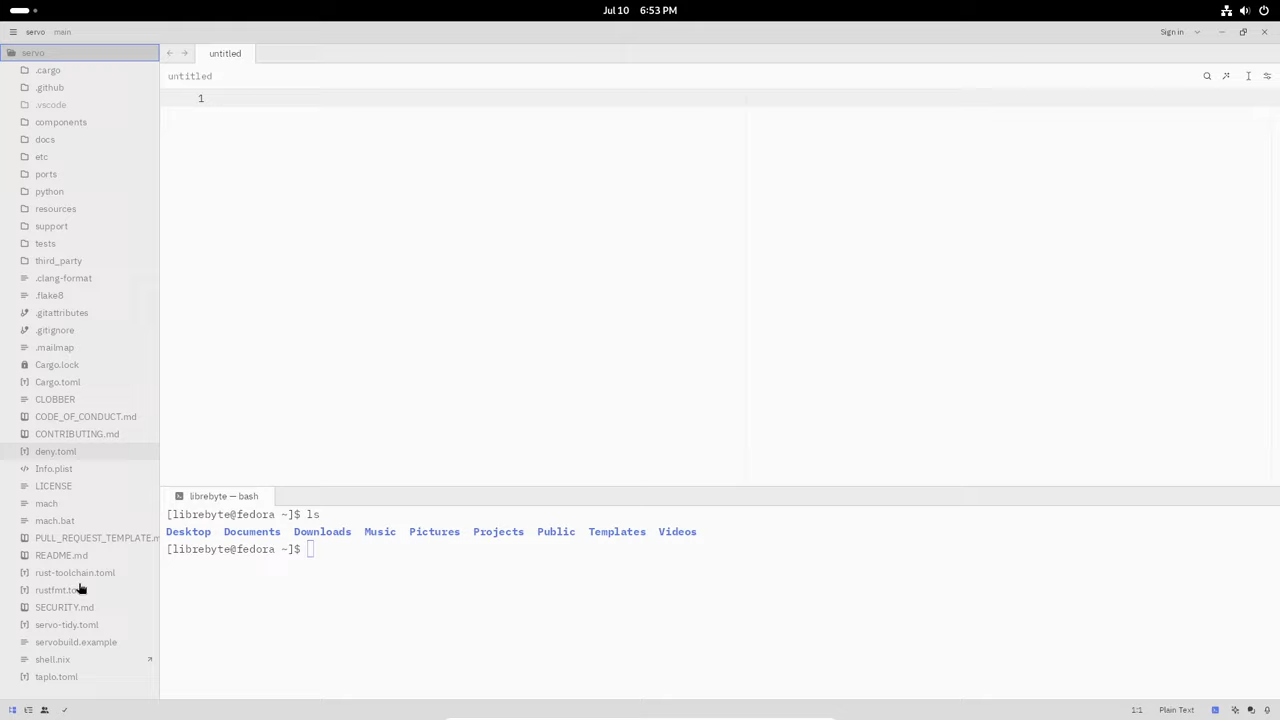 Jul 10 6:53 PM
servo main
Sign in
servo
.cargo
.github
.vscode
components
docs
etc
ports
python
resources
support
tests
third_party
.clang-format
.flake8
.gitattributes
.gitignore
.mailmap
Cargo.lock
Cargo.toml
CLOBBER
CODE_OF_CONDUCT.md
CONTRIBUTING.md
deny.toml
Info.plist
LICENSE
mach
mach.bat
PULL_REQUEST_TEMPLATE.m
README.md
rust-toolchain.toml
SECURITY.md
servo-tidy.toml
servobuild.example
shell.nix
taplo.toml
untitled
untitled
1
librebyte — bash
[librebyte@fedora ~]$ ls
Desktop Documents Downloads Music Pictures Projects Public Templates Videos
[librebyte@fedora ~]$
1:1 Plain Text